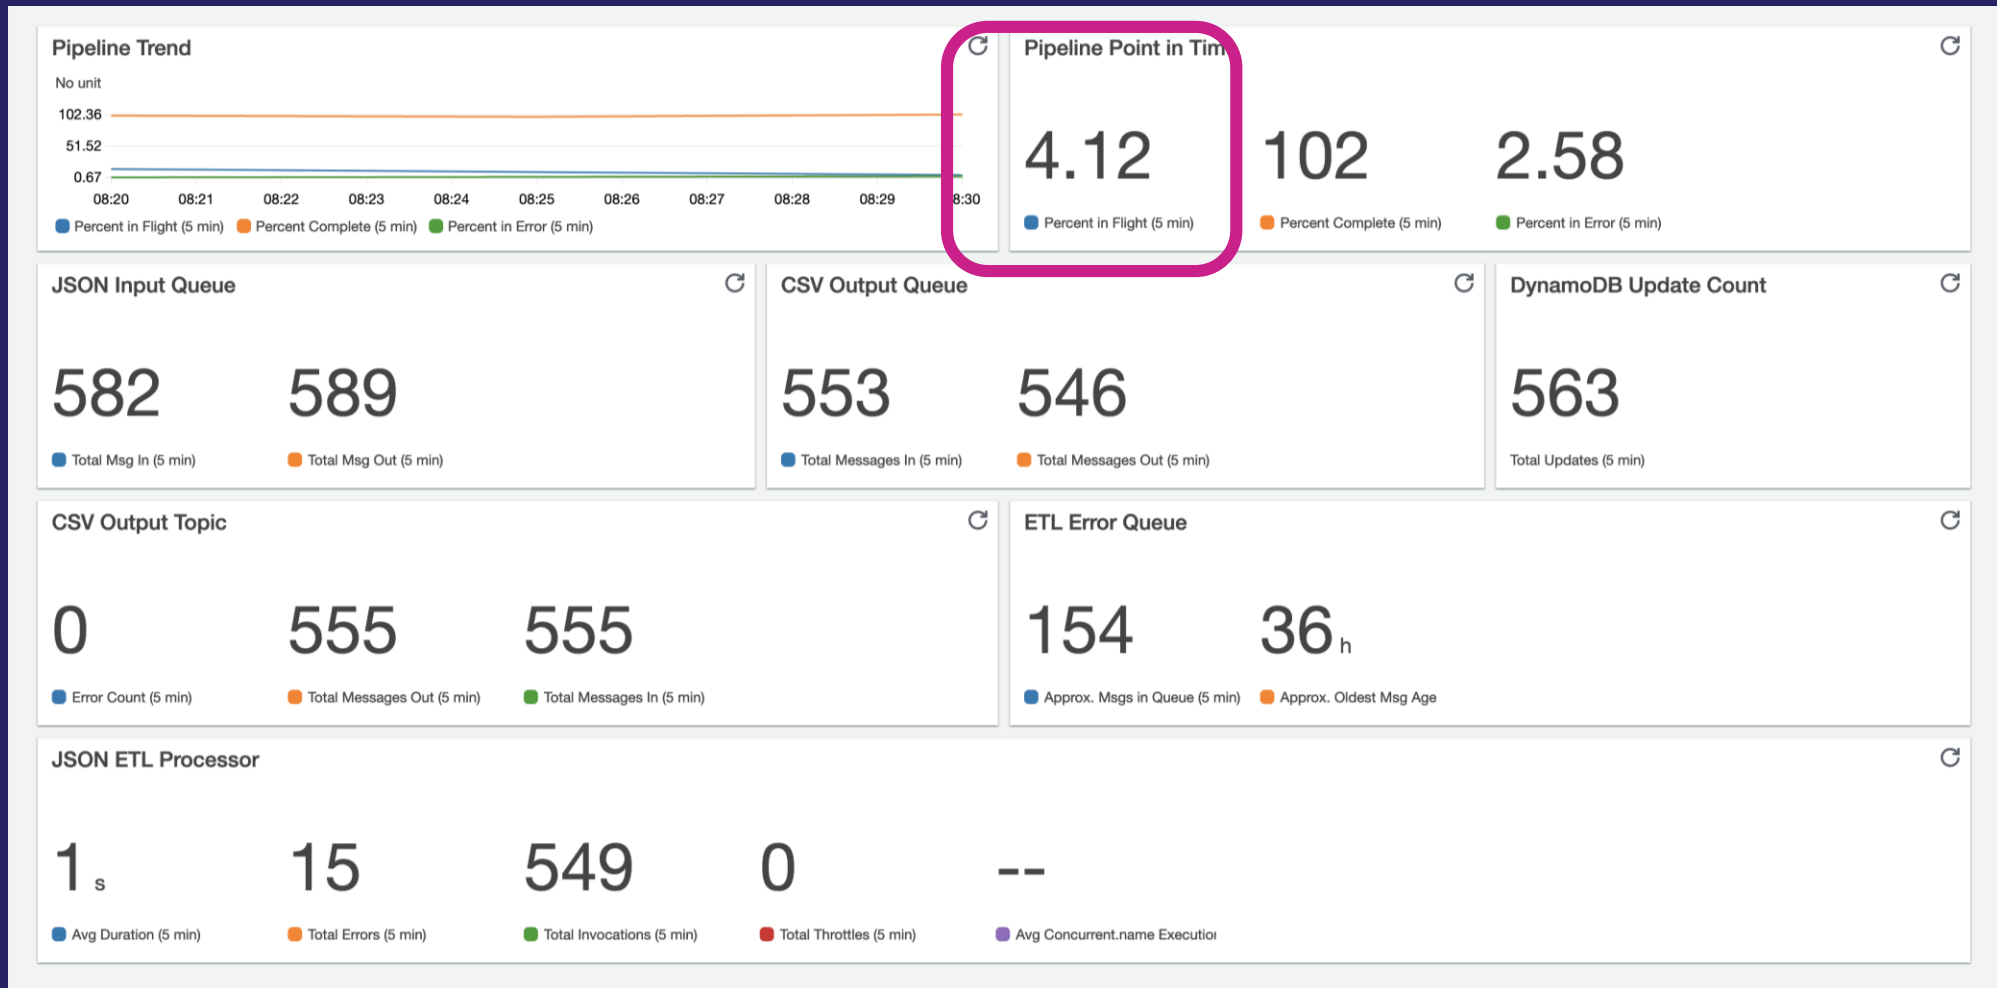 Pipeline Trend
No unit
102.36
51.52
0.67
08:20 08:21 08:22 08:23 08:24 08:25 08:26 08:27 08:28 08:29 8:30
Percent in Flight (5 min) Percent Complete (5 min) Percent in Error (5 min)
Pipeline Point in Tim
4.12 102 2.58
Percent in Flight (5 min) Percent Complete (5 min) Percent in Error (5 min)
JSON Input Queue
582 589
Total Msg In (5 min) Total Msg Out (5 min)
CSV Output Queue
553 546
Total Messages In (5 min) Total Messages Out (5 min)
DynamoDB Update Count
563
Total Updates (5 min)
CSV Output Topic
0 555 555
Error Count (5 min) Total Messages Out (5 min) Total Messages In (5 min)
ETL Error Queue
154 36 h
Approx. Msgs in Queue (5 min) Approx. Oldest Msg Age
JSON ETL Processor
1 s 15 549 0 --
Avg Duration (5 min) Total Errors (5 min) Total Invocations (5 min) Total Throttles (5 min) Avg Concurrent.name Execution